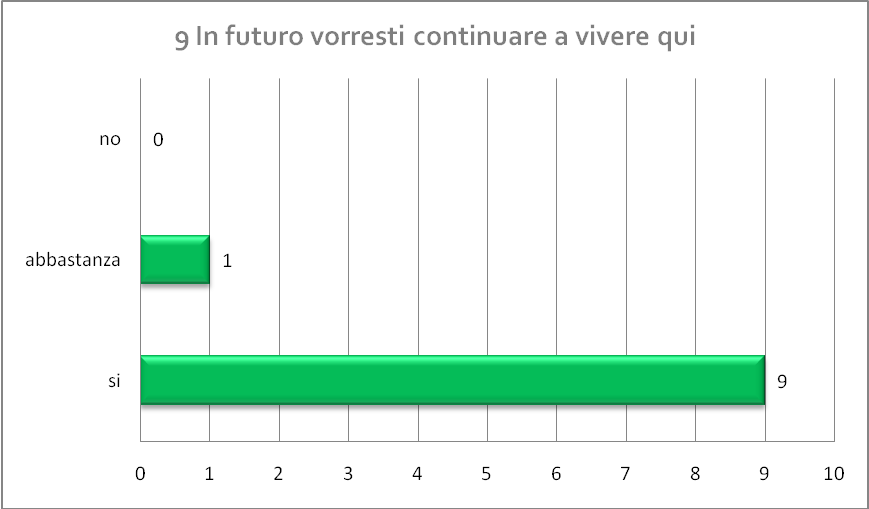 9 In futuro vorresti continuare a vivere qui
no 0
abbastanza 1
si 9
0 1 2 3 4 5 6 7 8 9 10